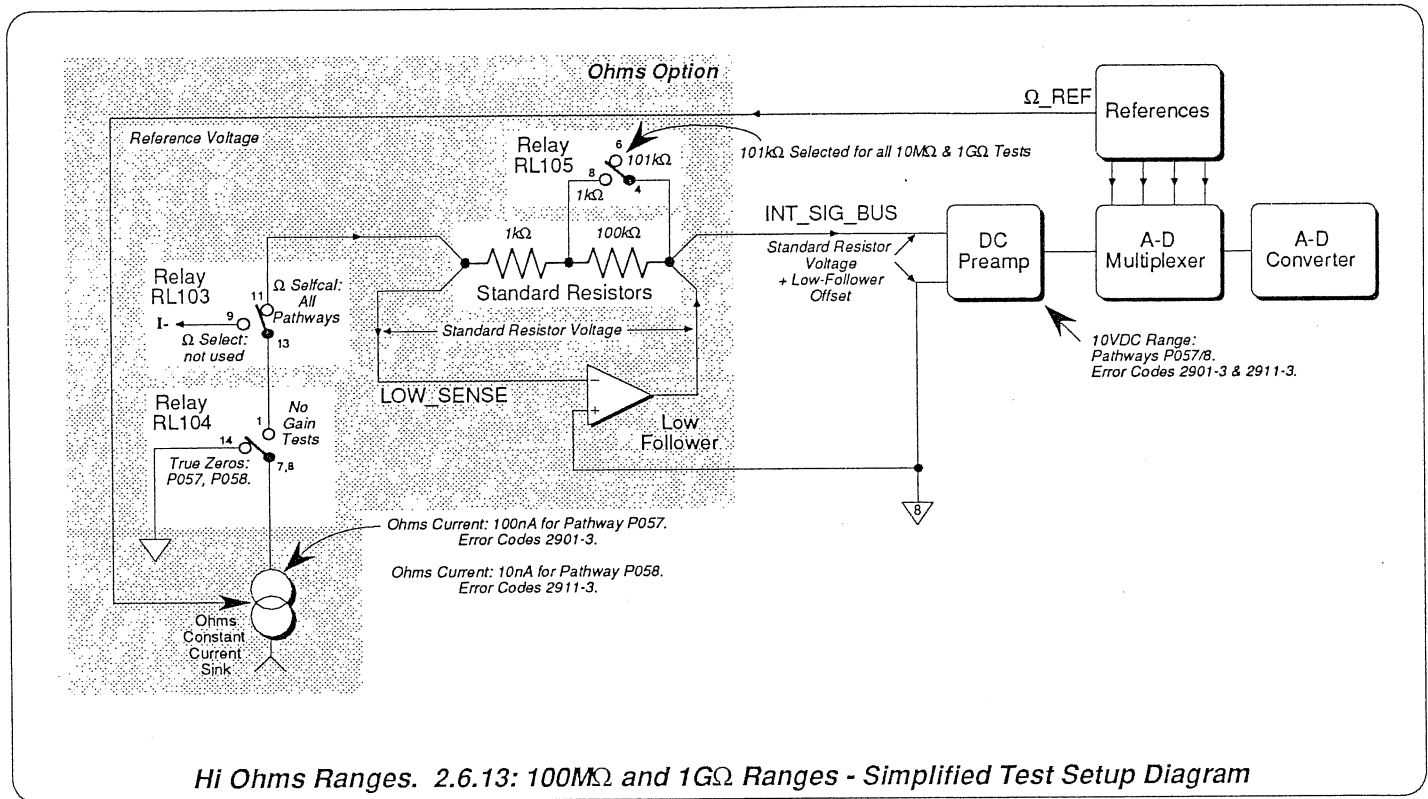 Ohms Option
Ω_REF
References
Reference Voltage
Relay
RL105
6
101kΩ
8
1kΩ
4
101kΩ Selected for all 10MΩ & 1GΩ Tests
INT_SIG_BUS
Standard Resistor
Voltage
+ Low-Follower
Offset
DC
Preamp
A-D
Multiplexer
A-D
Converter
1kΩ
100kΩ
Standard Resistors
Relay
RL103
11
Ω Selfcal:
All
Pathways
I-
9
Ω Select:
not used
13
Standard Resistor Voltage
10VDC Range:
Pathways P057/8.
Error Codes 2901-3 & 2911-3.
LOW_SENSE
−
+
Low
Follower
Relay
RL104
1
No
Gain
Tests
14
True Zeros:
P057, P058.
7,8
8
Ohms Current: 100nA for Pathway P057.
Error Codes 2901-3.
Ohms Current: 10nA for Pathway P058.
Error Codes 2911-3.
Ohms
Constant
Current
Sink
Hi Ohms Ranges. 2.6.13: 100MΩ and 1GΩ Ranges - Simplified Test Setup Diagram